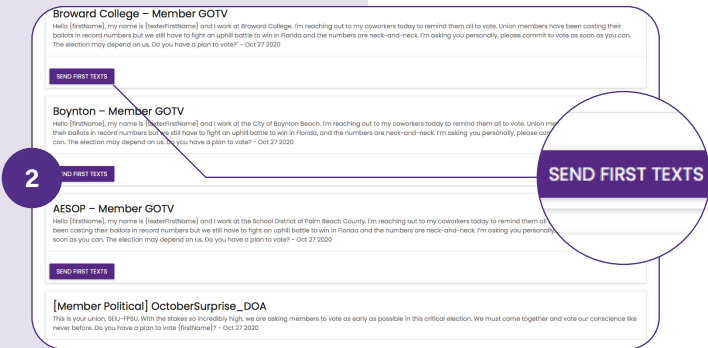 Broward College – Member GOTV
Hello {firstName}, my name is {texterFirstName} and I work at Broward College. I'm reaching out to my coworkers today to remind them all to vote. Union members have been casting their
ballots in record numbers but we still have to fight an uphill battle to win in Florida and the numbers are neck-and-neck. I'm asking you personally, please commit to vote as soon as you can.
The election may depend on us. Do you have a plan to vote?" - Oct 27 2020
SEND FIRST TEXTS
Boynton – Member GOTV
Hello {firstName}, my name is {texterFirstName} and I work at the City of Boynton Beach. I'm reaching out to my coworkers today to remind them all to vote. Union me
their ballots in record numbers but we still have to fight an uphill battle to win in Florida, and the numbers are neck-and-neck. I'm asking you personally, please co
can. The election may depend on us. Do you have a plan to vote? - Oct 27 2020
2
END FIRST TEXTS
SEND FIRST TEXTS
AESOP – Member GOTV
Hello {firstName}, my name is {texterFirstName} and I work at the School District of Palm Beach County. I'm reaching out to my coworkers today to remind them all
been casting their ballots in record numbers but we still have to fight an uphill battle to win in Florida and the numbers are neck-and-neck. I'm asking you personally,
soon as you can. The election may depend on us. Do you have a plan to vote? - Oct 27 2020
SEND FIRST TEXTS
[Member Political] OctoberSurprise_DOA
This is your union, SEIU-FPSU. With the stakes so incredibly high, we are asking members to vote as early as possible in this critical election. We must come together and vote our conscience like
never before. Do you have a plan to vote {firstName}? - Oct 27 2020